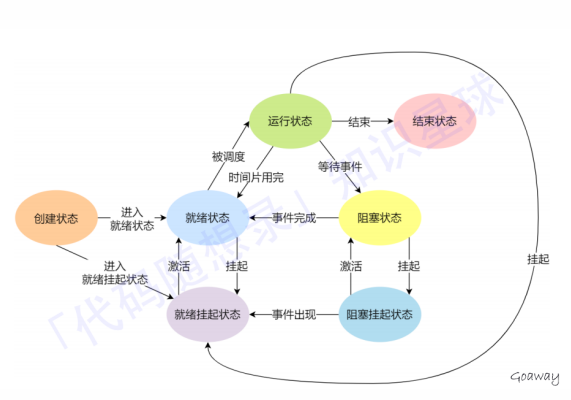 运行状态
结束
结束状态
被调度
时间片用完
等待事件
创建状态
进入
就绪状态
就绪状态
事件完成
阻塞状态
进入
就绪挂起状态
激活
挂起
激活
挂起
挂起
就绪挂起状态
事件出现
阻塞挂起状态
「代码随想录」知识星球
Goaway